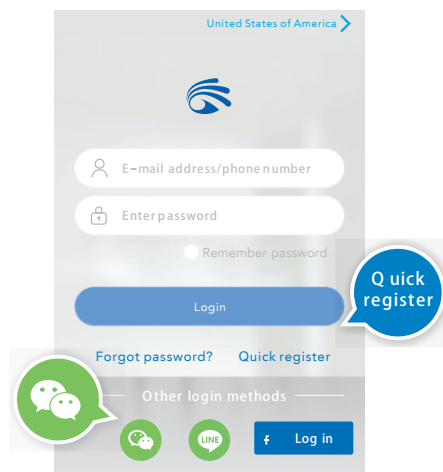 United States of America
E-mail address/phone number
Enter password
Remember password
Login
Q uick
register
Forgot password? Quick register
Other login methods
LINE
f Log in